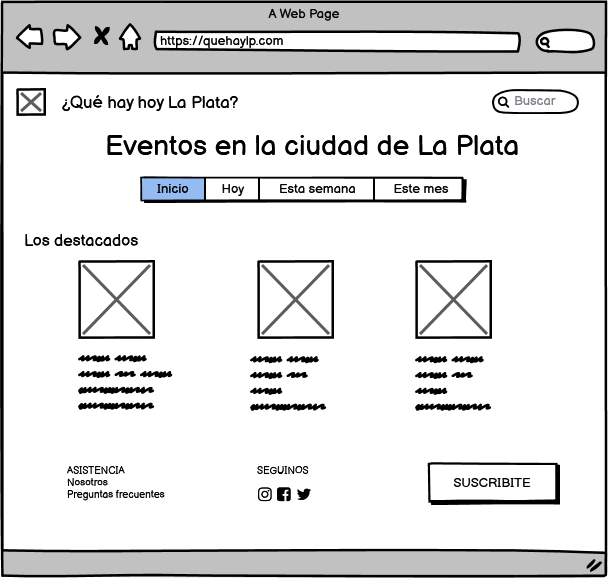 A Web Page
https://quehaylp.com
¿Qué hay hoy La Plata?
Buscar
Eventos en la ciudad de La Plata
Inicio Hoy Esta semana Este mes
Los destacados
ASISTENCIA
Nosotros
Preguntas frecuentes
SEGUINOS
SUSCRIBITE